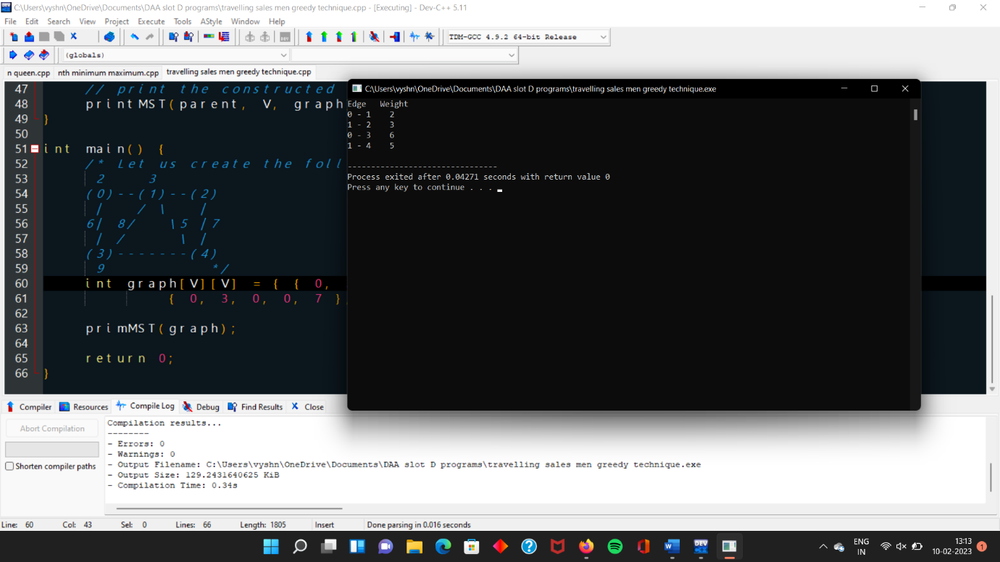 C:\Users\vyshn\OneDrive\Documents\DAA slot D programs\travelling sales men greedy technique.cpp - [Executing] - Dev-C++ 5.11
File Edit Search View Project Execute Tools AStyle Window Help
TDM-GCC 4.9.2 64-bit Release
(globals)
n queen.cpp nth minimum maximum.cpp travelling sales men greedy technique.cpp
47 // print the constructed
48 printMST(parent, V, graph
49 }
50
51 int main() {
52 /* Let us create the foll
53 2 3
54 (0)--(1)--(2)
55 | / \ |
56 6| 8/ \5 |7
57 | / \ |
58 (3)-------(4)
59 9 */
60 int graph[V][V] = { { 0,
61 { 0, 3, 0, 0, 7 }
62
63 primMST(graph);
64
65 return 0;
66 }
C:\Users\vyshn\OneDrive\Documents\DAA slot D programs\travelling sales men greedy technique.exe
Edge Weight
0 - 1 2
1 - 2 3
0 - 3 6
1 - 4 5
--------------------------------
Process exited after 0.04271 seconds with return value 0
Press any key to continue . . .
Compiler Resources Compile Log Debug Find Results Close
Abort Compilation
Shorten compiler paths
Compilation results...
--------
- Errors: 0
- Warnings: 0
- Output Filename: C:\Users\vyshn\OneDrive\Documents\DAA slot D programs\travelling sales men greedy technique.exe
- Output Size: 129.2431640625 KiB
- Compilation Time: 0.34s
Line: 60 Col: 43 Sel: 0 Lines: 66 Length: 1805 Insert Done parsing in 0.016 seconds
ENG
IN
13:13
10-02-2023
1